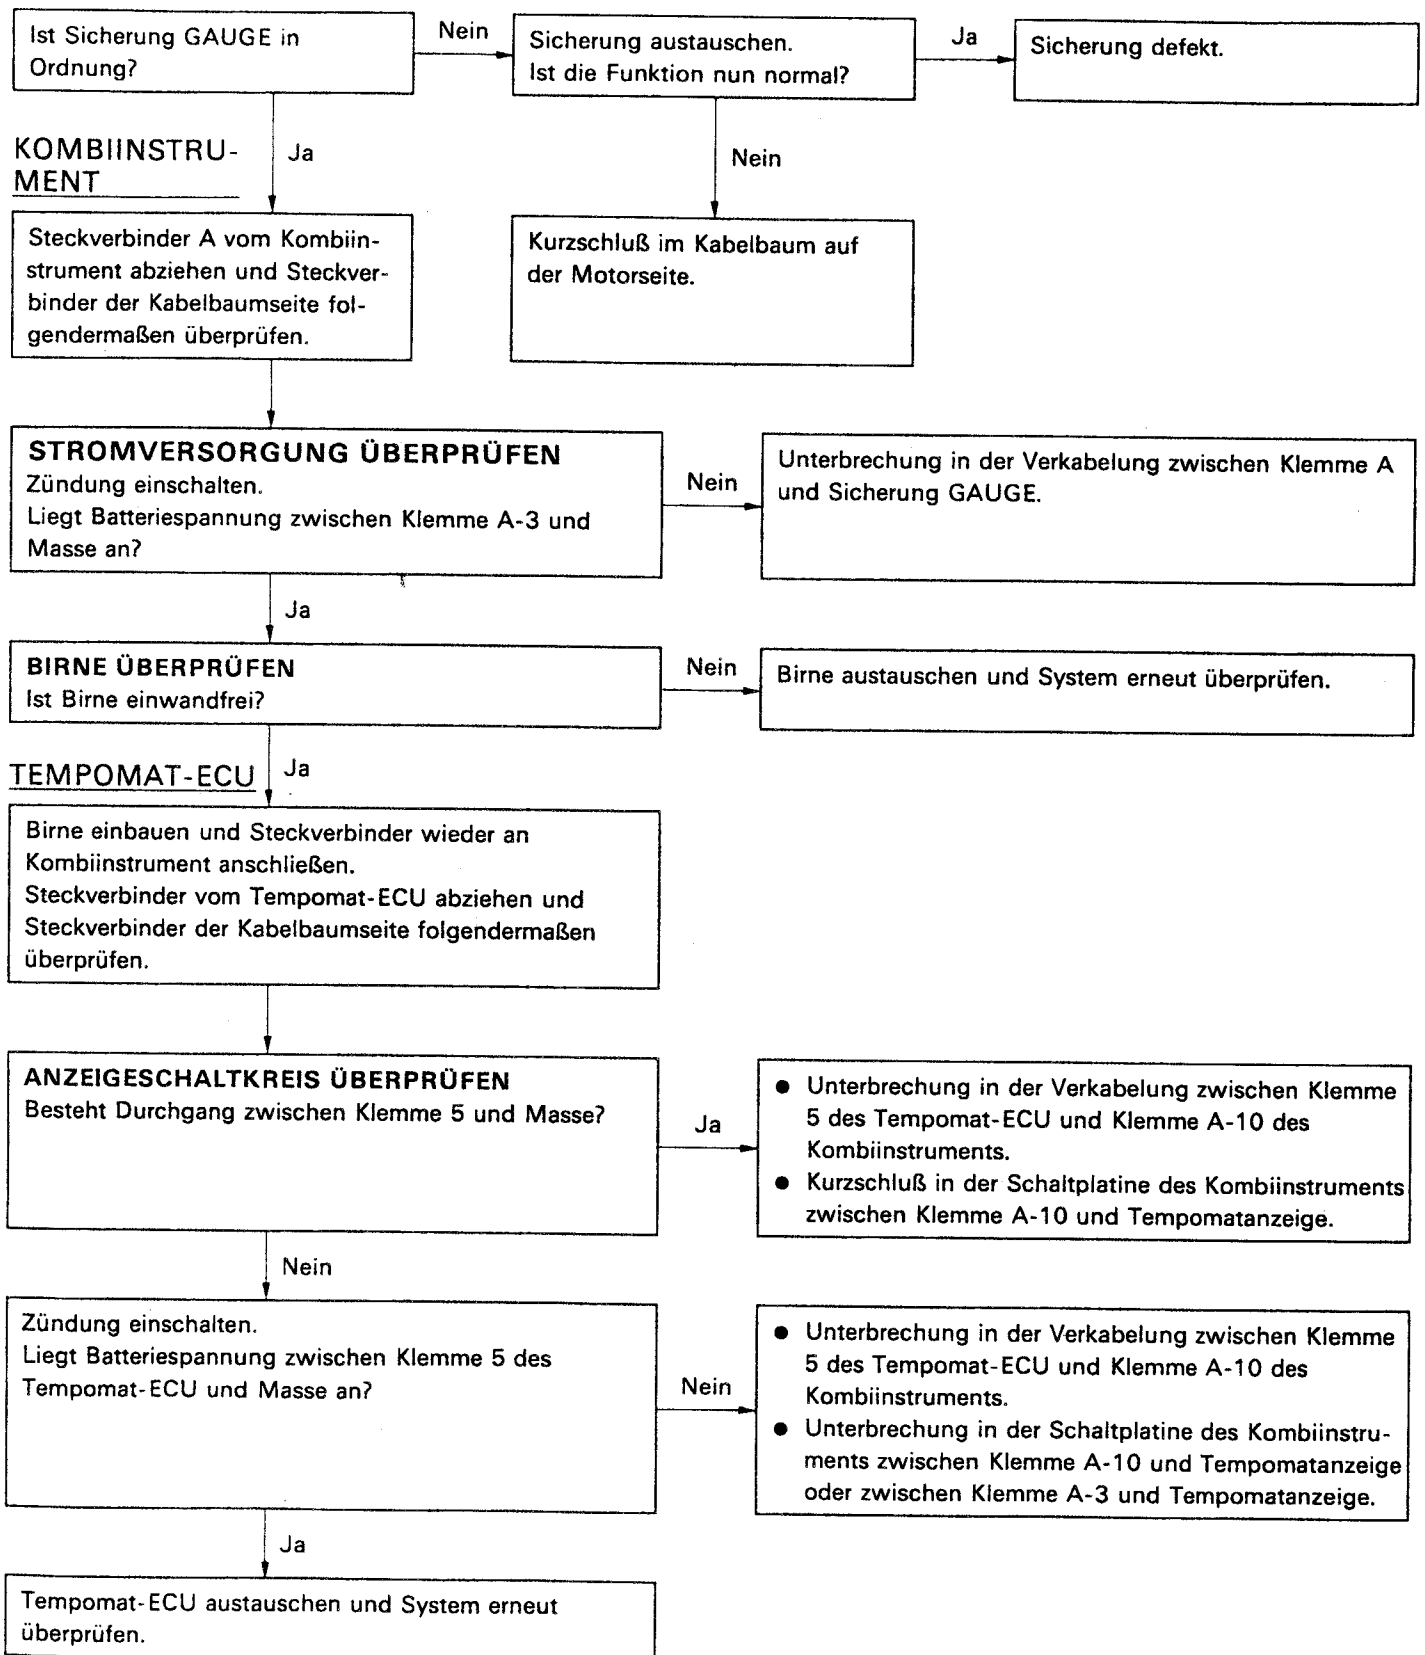 Ist Sicherung GAUGE in
Ordnung?
Nein
Sicherung austauschen.
Ist die Funktion nun normal?
Ja
Sicherung defekt.
KOMBIINSTRU-
MENT
Ja
Nein
Steckverbinder A vom Kombiin-
strument abziehen und Steckver-
binder der Kabelbaumseite fol-
gendermaßen überprüfen.
Kurzschluß im Kabelbaum auf
der Motorseite.
STROMVERSORGUNG ÜBERPRÜFEN
Zündung einschalten.
Liegt Batteriespannung zwischen Klemme A-3 und
Masse an?
Nein
Unterbrechung in der Verkabelung zwischen Klemme A
und Sicherung GAUGE.
Ja
BIRNE ÜBERPRÜFEN
Ist Birne einwandfrei?
Nein
Birne austauschen und System erneut überprüfen.
TEMPOMAT-ECU
Ja
Birne einbauen und Steckverbinder wieder an
Kombiinstrument anschließen.
Steckverbinder vom Tempomat-ECU abziehen und
Steckverbinder der Kabelbaumseite folgendermaßen
überprüfen.
ANZEIGESCHALTKREIS ÜBERPRÜFEN
Besteht Durchgang zwischen Klemme 5 und Masse?
Ja
● Unterbrechung in der Verkabelung zwischen Klemme
5 des Tempomat-ECU und Klemme A-10 des
Kombiinstruments.
● Kurzschluß in der Schaltplatine des Kombiinstruments
zwischen Klemme A-10 und Tempomatanzeige.
Nein
Zündung einschalten.
Liegt Batteriespannung zwischen Klemme 5 des
Tempomat-ECU und Masse an?
Nein
● Unterbrechung in der Verkabelung zwischen Klemme
5 des Tempomat-ECU und Klemme A-10 des
Kombiinstruments.
● Unterbrechung in der Schaltplatine des Kombiinstru-
ments zwischen Klemme A-10 und Tempomatanzeige
oder zwischen Klemme A-3 und Tempomatanzeige.
Ja
Tempomat-ECU austauschen und System erneut
überprüfen.